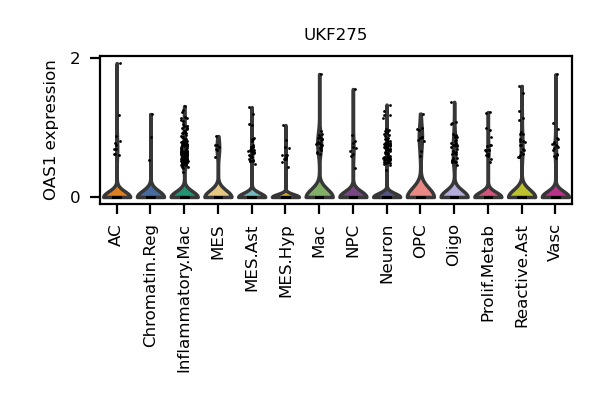 UKF275
OAS1 expression
2
0
AC
Chromatin.Reg
Inflammatory.Mac
MES
MES.Ast
MES.Hyp
Mac
NPC
Neuron
OPC
Oligo
Prolif.Metab
Reactive.Ast
Vasc